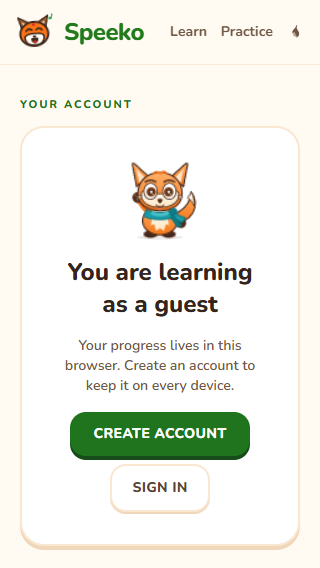 Speeko Learn Practice
YOUR ACCOUNT
You are learning
as a guest
Your progress lives in this
browser. Create an account to
keep it on every device.
CREATE ACCOUNT
SIGN IN